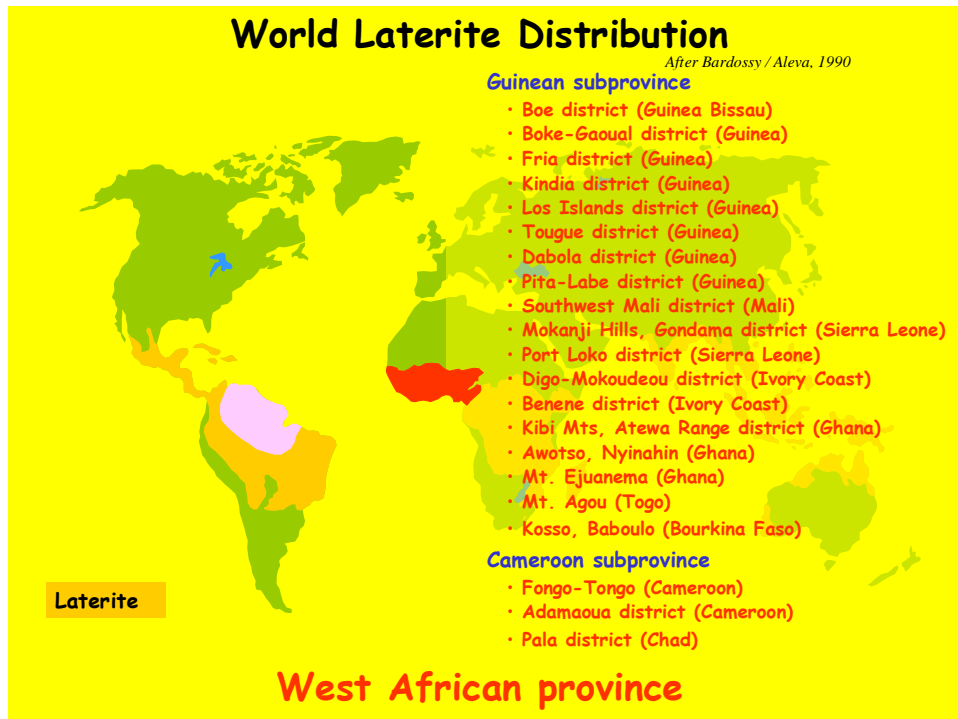 World Laterite Distribution
After Bardossy / Aleva, 1990
Guinean subprovince
• Boe district (Guinea Bissau)
• Boke-Gaoual district (Guinea)
• Fria district (Guinea)
• Kindia district (Guinea)
• Los Islands district (Guinea)
• Tougue district (Guinea)
• Dabola district (Guinea)
• Pita-Labe district (Guinea)
• Southwest Mali district (Mali)
• Mokanji Hills, Gondama district (Sierra Leone)
• Port Loko district (Sierra Leone)
• Digo-Mokoudeou district (Ivory Coast)
• Benene district (Ivory Coast)
• Kibi Mts, Atewa Range district (Ghana)
• Awotso, Nyinahin (Ghana)
• Mt. Ejuanema (Ghana)
• Mt. Agou (Togo)
• Kosso, Baboulo (Bourkina Faso)
Cameroon subprovince
• Fongo-Tongo (Cameroon)
• Adamaoua district (Cameroon)
• Pala district (Chad)
Laterite
West African province